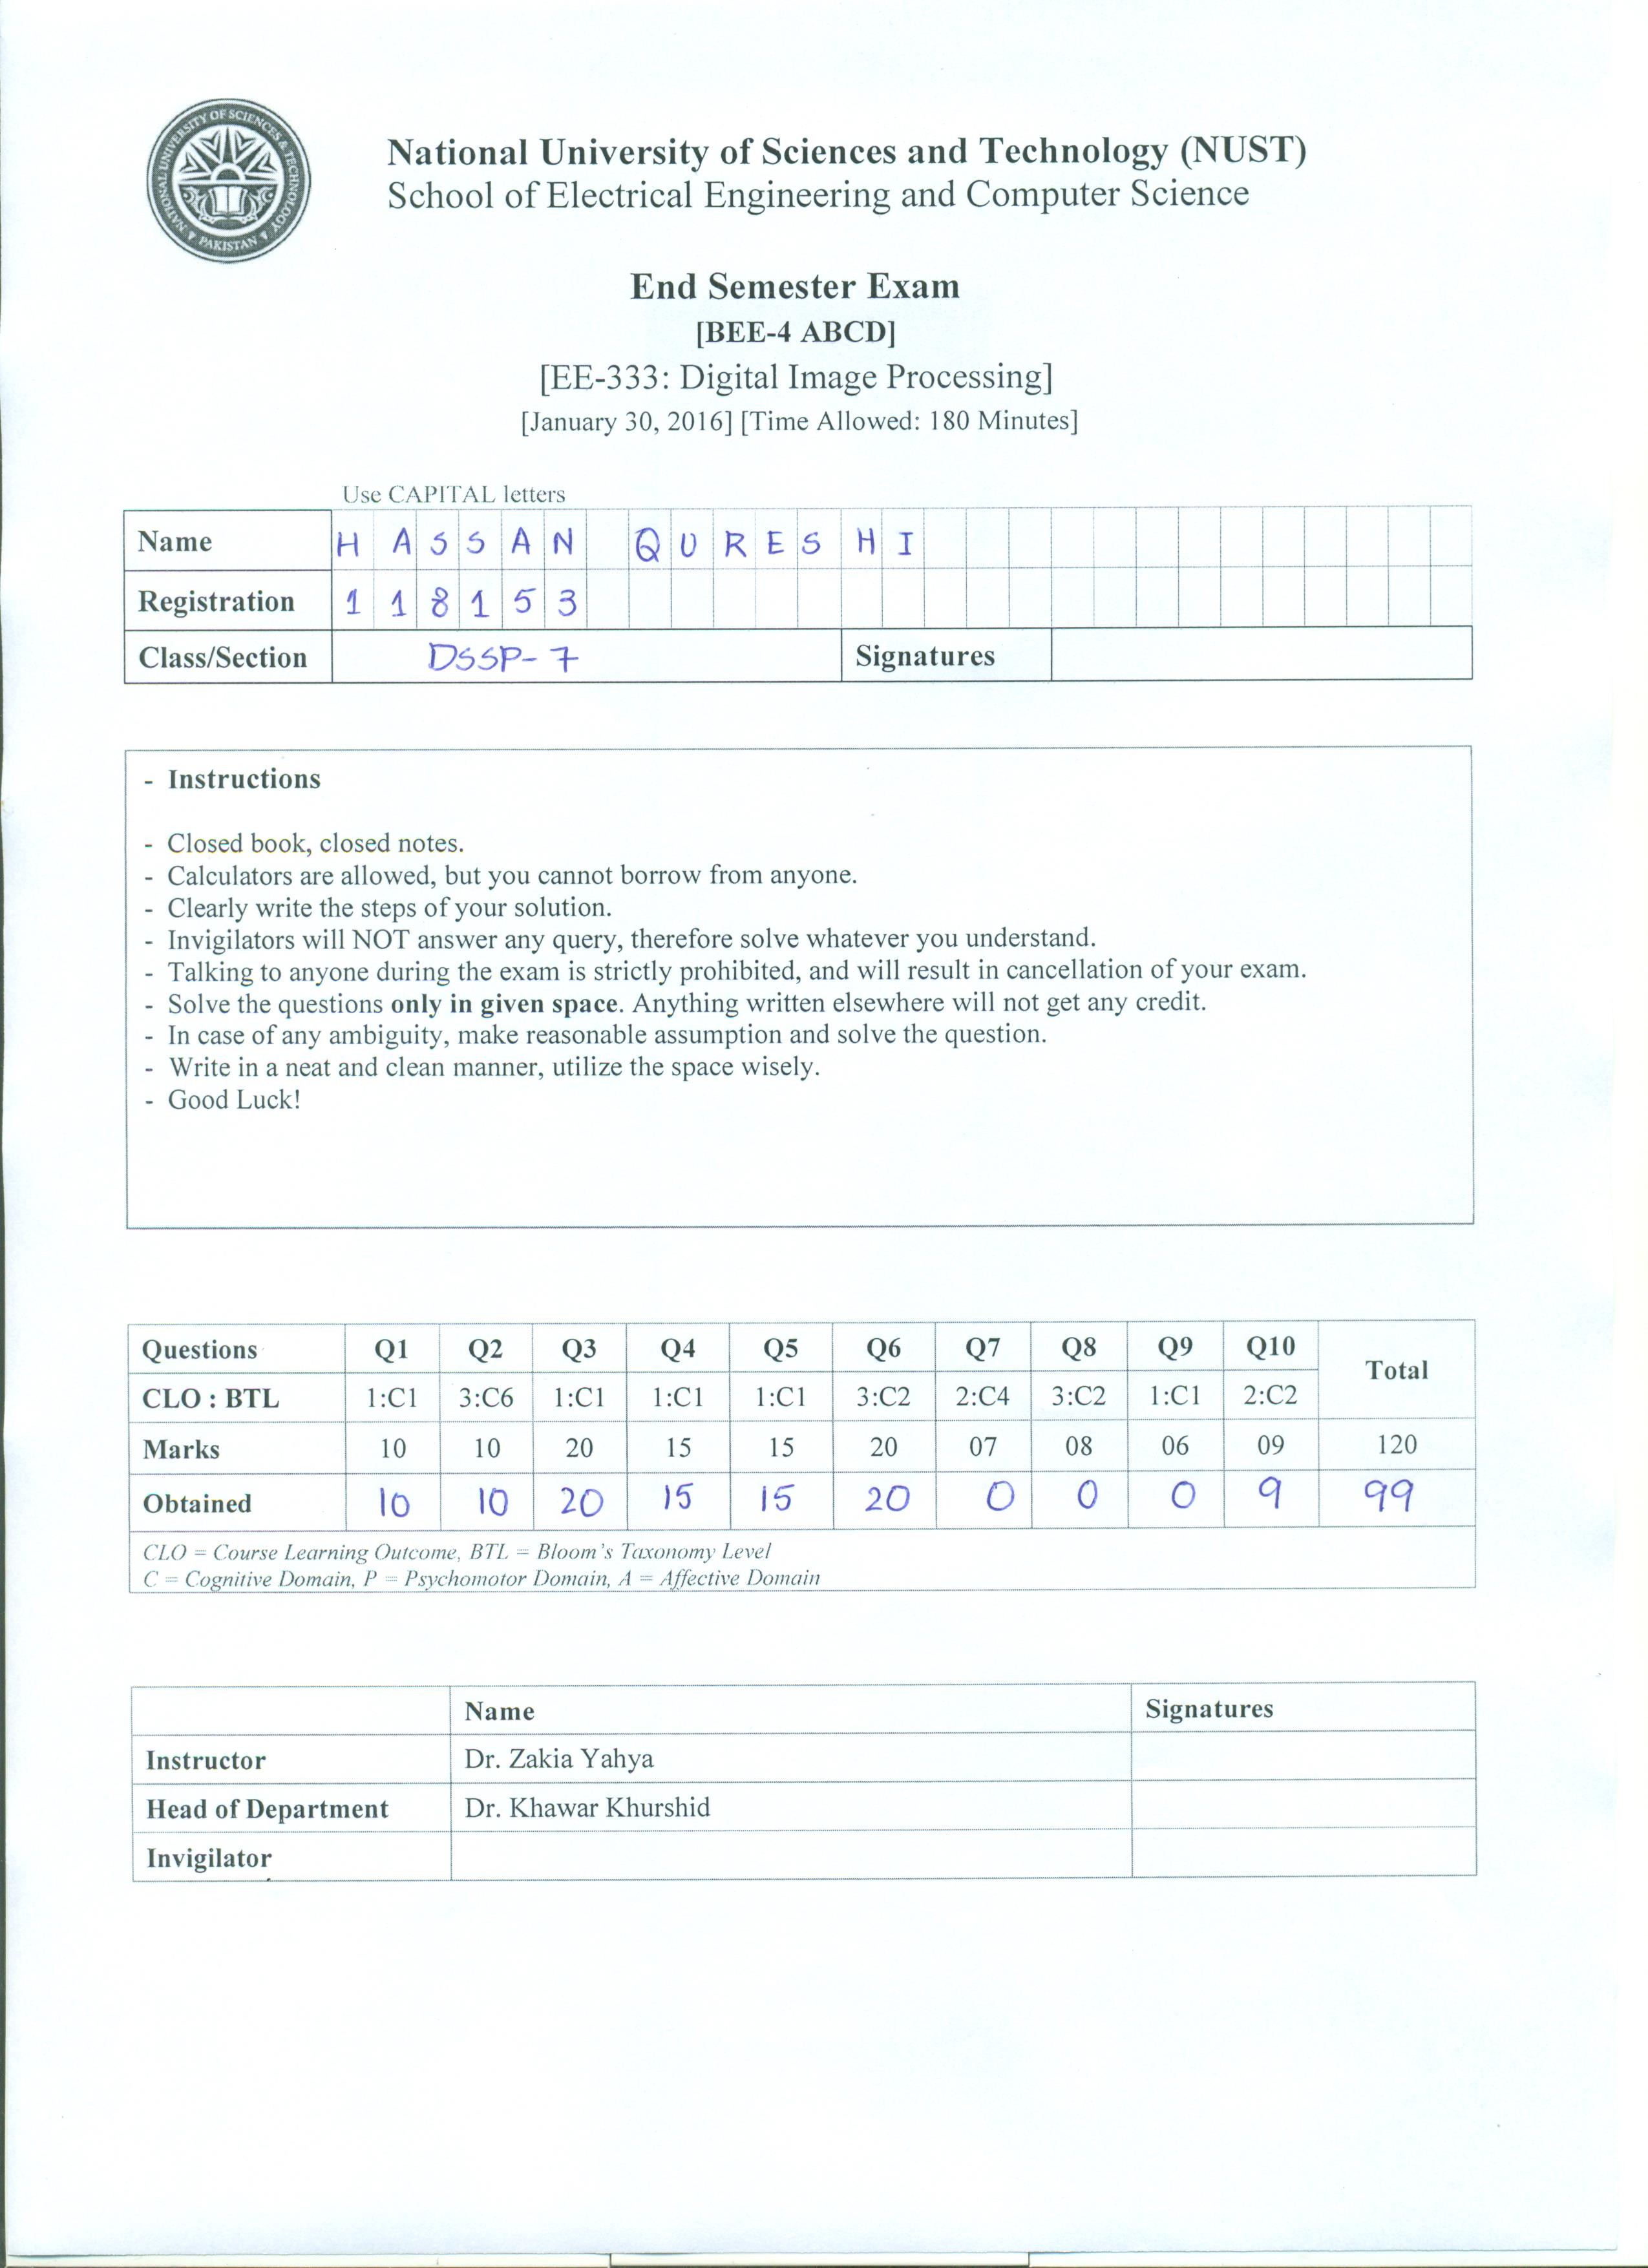 NATIONAL UNIVERSITY OF SCIENCES & TECHNOLOGY
PAKISTAN
National University of Sciences and Technology (NUST)
School of Electrical Engineering and Computer Science
End Semester Exam
[BEE-4 ABCD]
[EE-333: Digital Image Processing]
[January 30, 2016] [Time Allowed: 180 Minutes]
Use CAPITAL letters
Name HASSAN QURESHI
Registration 118153
Class/Section DSSP-7 Signatures
- Instructions
- Closed book, closed notes.
- Calculators are allowed, but you cannot borrow from anyone.
- Clearly write the steps of your solution.
- Invigilators will NOT answer any query, therefore solve whatever you understand.
- Talking to anyone during the exam is strictly prohibited, and will result in cancellation of your exam.
- Solve the questions only in given space. Anything written elsewhere will not get any credit.
- In case of any ambiguity, make reasonable assumption and solve the question.
- Write in a neat and clean manner, utilize the space wisely.
- Good Luck!
Questions Q1 Q2 Q3 Q4 Q5 Q6 Q7 Q8 Q9 Q10 Total
CLO : BTL 1:C1 3:C6 1:C1 1:C1 1:C1 3:C2 2:C4 3:C2 1:C1 2:C2
Marks 10 10 20 15 15 20 07 08 06 09 120
Obtained 10 10 20 15 15 20 0 0 0 9 99
CLO = Course Learning Outcome, BTL = Bloom's Taxonomy Level
C = Cognitive Domain, P = Psychomotor Domain, A = Affective Domain
Name Signatures
Instructor Dr. Zakia Yahya
Head of Department Dr. Khawar Khurshid
Invigilator